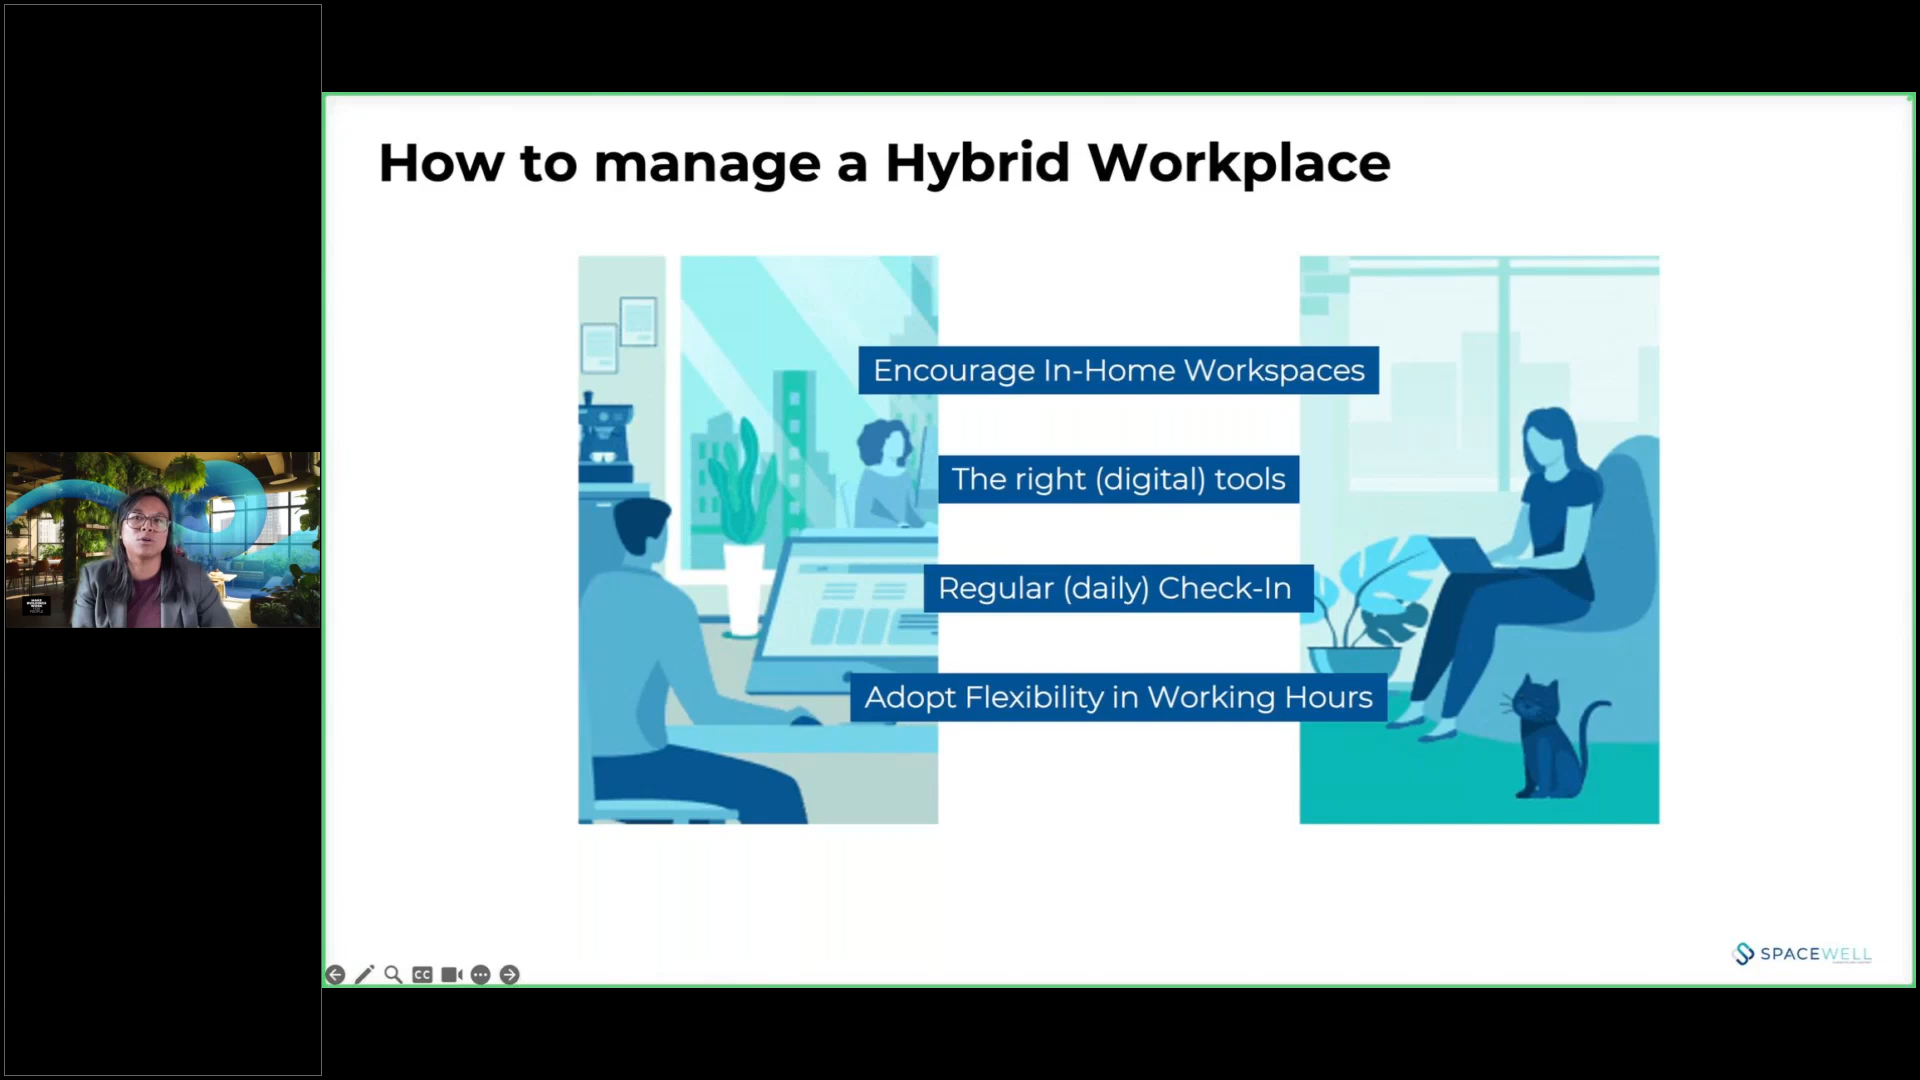 How to manage a Hybrid Workplace
Encourage In-Home Workspaces
The right (digital) tools
Regular (daily) Check-In
Adopt Flexibility in Working Hours
CC
SPACEWELL